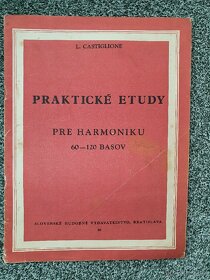 L. CASTIGLIONE
PRAKTICKÉ ETUDY
PRE HARMONIKU
60—120 BASOV
SLOVENSKÉ HUDOBNÉ VYDAVATEĽSTVO, BRATISLAVA